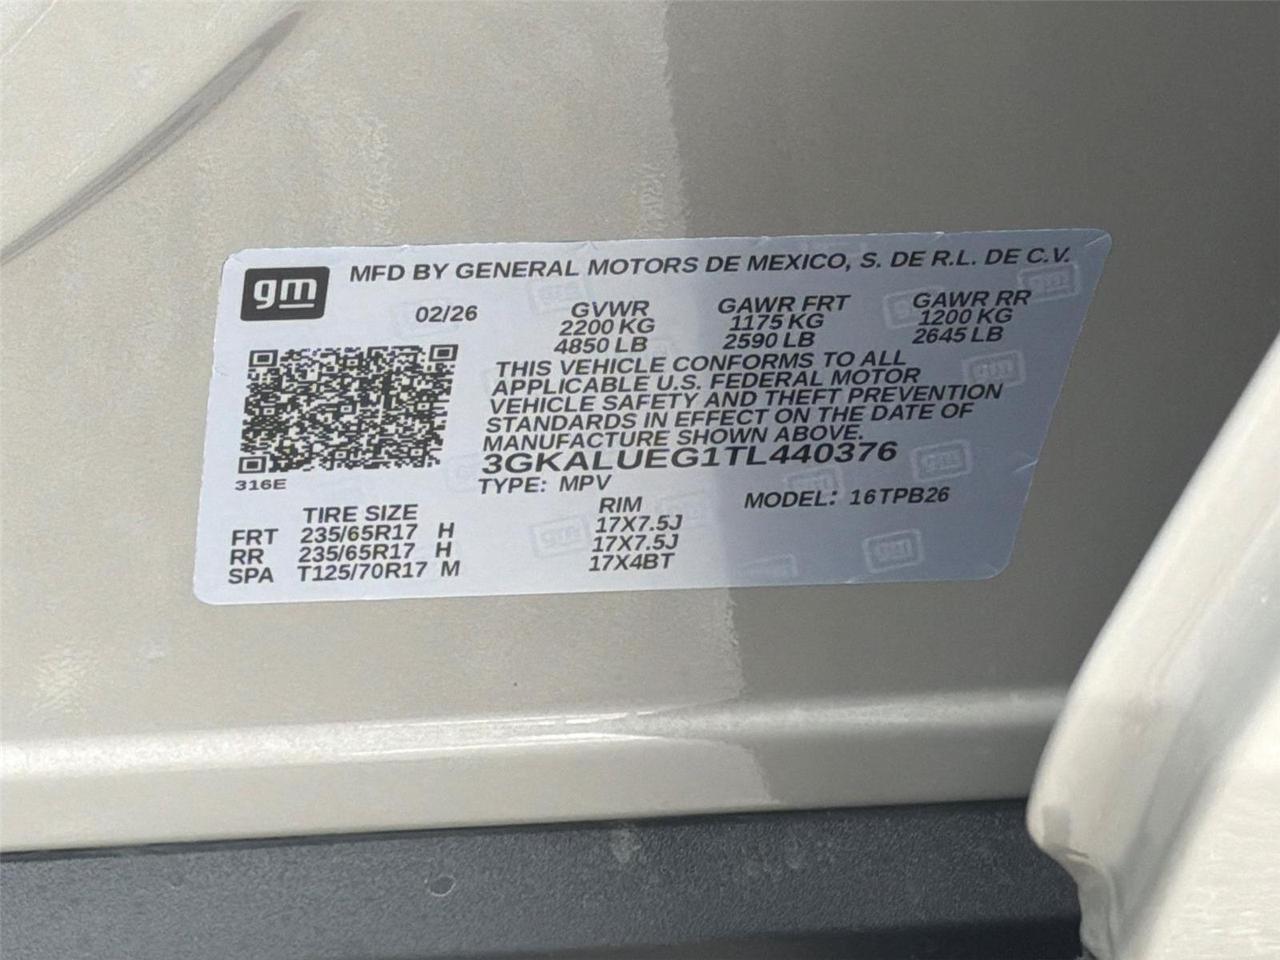 gm
MFD BY GENERAL MOTORS DE MEXICO, S. DE R.L. DE C.V.
02/26 GVWR GAWR FRT GAWR RR
2200 KG 1175 KG 1200 KG
4850 LB 2590 LB 2645 LB
THIS VEHICLE CONFORMS TO ALL
APPLICABLE U.S. FEDERAL MOTOR
VEHICLE SAFETY AND THEFT PREVENTION
STANDARDS IN EFFECT ON THE DATE OF
MANUFACTURE SHOWN ABOVE.
3GKALUEG1TL440376
316E
TYPE: MPV MODEL: 16TPB26
TIRE SIZE RIM
FRT 235/65R17 H 17X7.5J
RR 235/65R17 H 17X7.5J
SPA T125/70R17 M 17X4BT